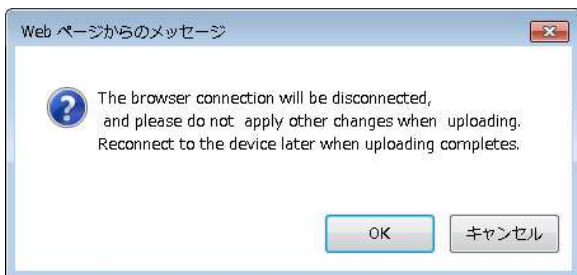 Web ページからのメッセージ
The browser connection will be disconnected,
and please do not apply other changes when uploading.
Reconnect to the device later when uploading completes.
OK
キャンセル